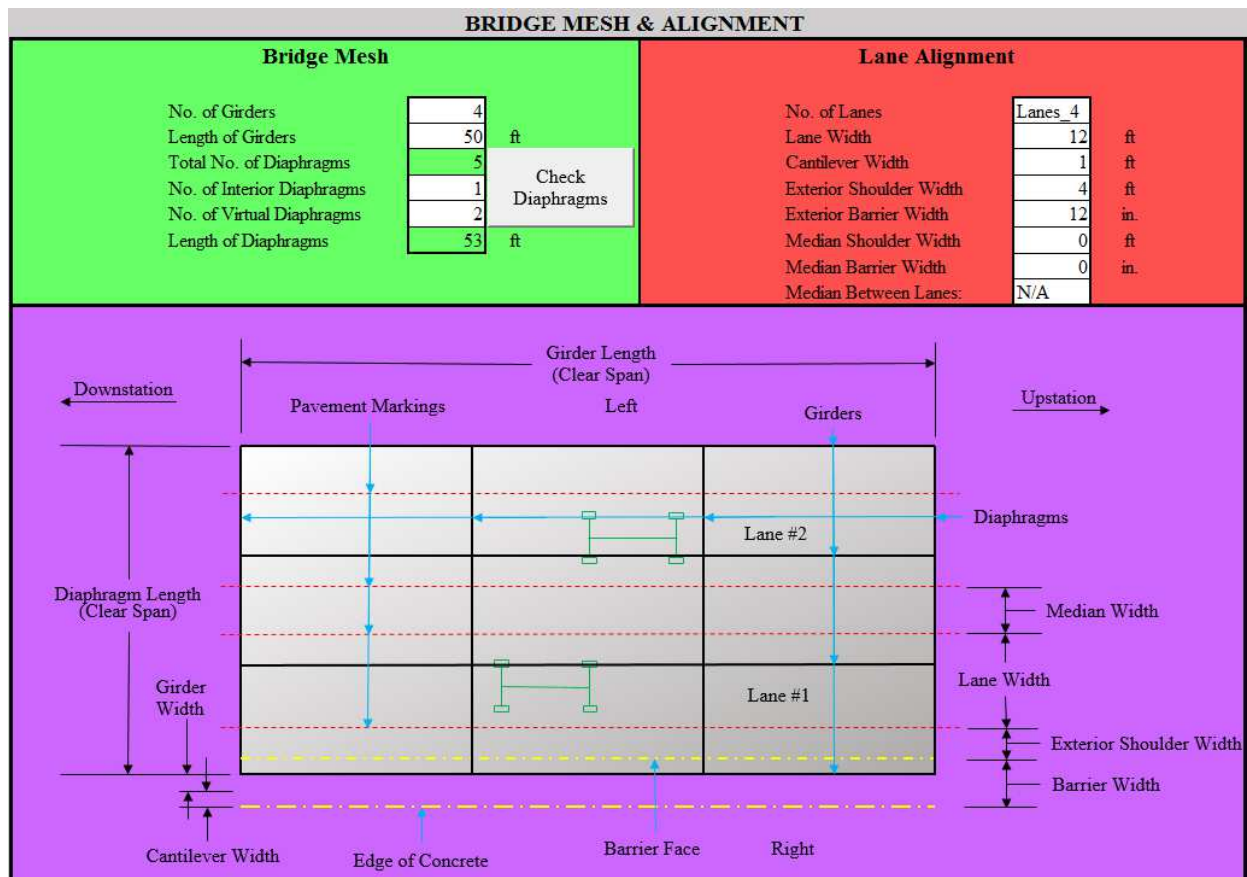 BRIDGE MESH & ALIGNMENT
Bridge Mesh
No. of Girders 4
Length of Girders 50 ft
Total No. of Diaphragms 5
No. of Interior Diaphragms 1
No. of Virtual Diaphragms 2
Length of Diaphragms 53 ft
Check
Diaphragms
Lane Alignment
No. of Lanes Lanes_4
Lane Width 12 ft
Cantilever Width 1 ft
Exterior Shoulder Width 4 ft
Exterior Barrier Width 12 in.
Median Shoulder Width 0 ft
Median Barrier Width 0 in.
Median Between Lanes: N/A
Girder Length
(Clear Span)
Downstation
Pavement Markings
Left
Girders
Upstation
Diaphragms
Lane #2
Diaphragm Length
(Clear Span)
Median Width
Girder
Width
Lane #1
Lane Width
Exterior Shoulder Width
Barrier Width
Cantilever Width
Edge of Concrete
Barrier Face
Right